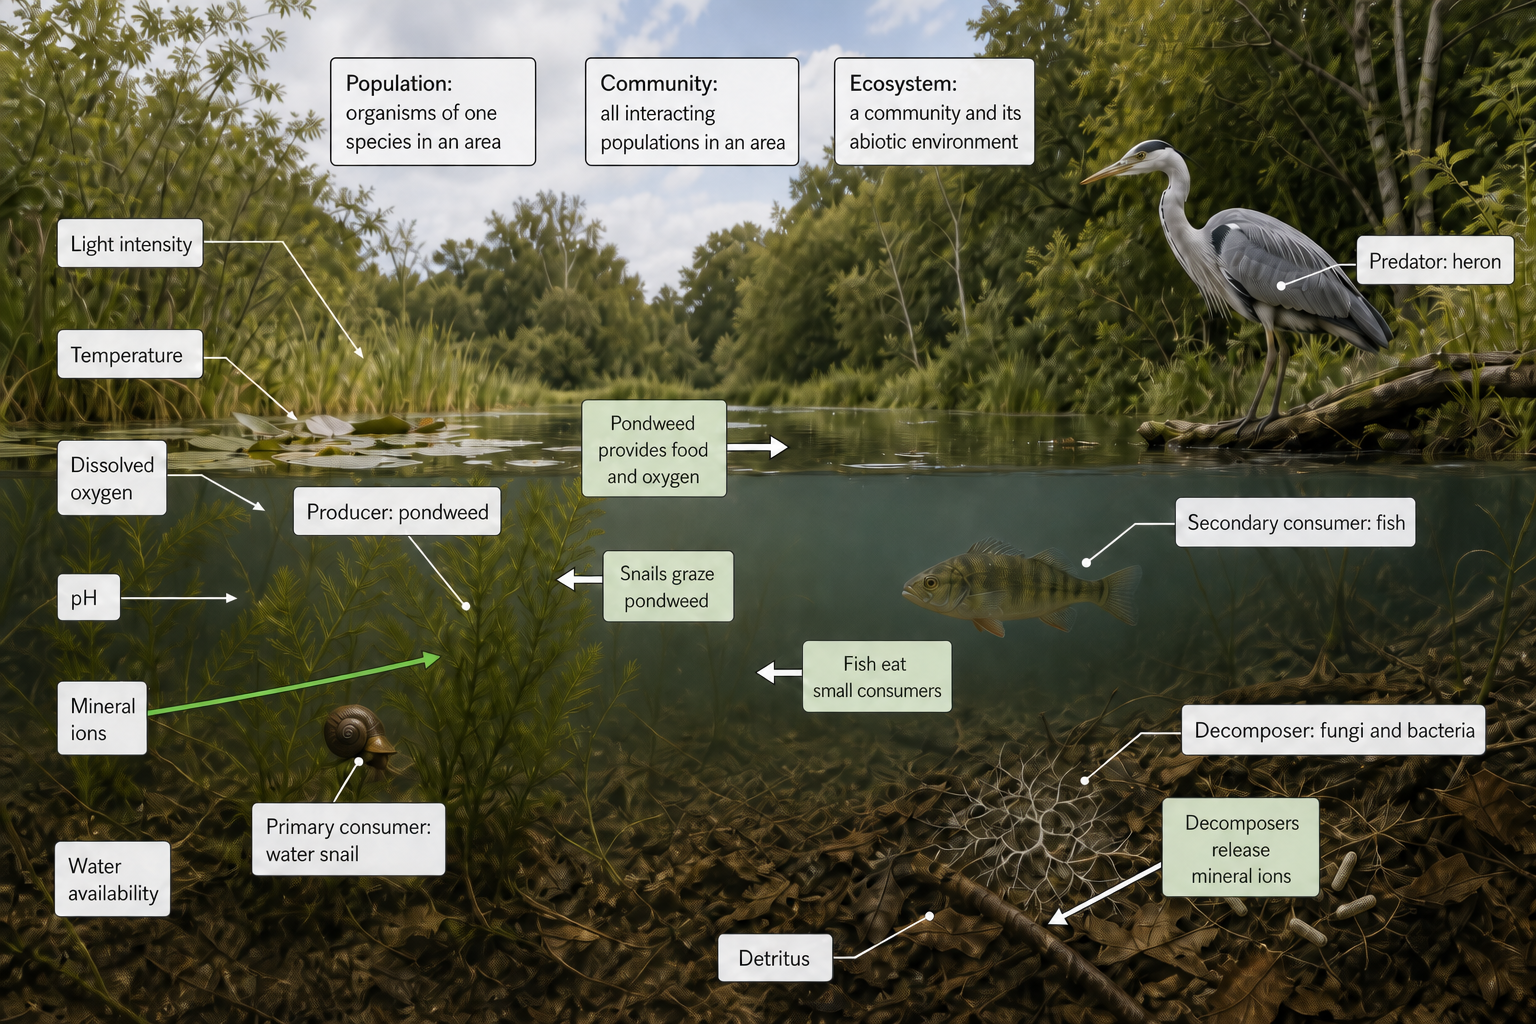 Population:
organisms of one
species in an area
Community:
all interacting
populations in an area
Ecosystem:
a community and its
abiotic environment
Light intensity
Predator: heron
Temperature
Pondweed
provides food
and oxygen
Dissolved
oxygen
Producer: pondweed
Secondary consumer: fish
Snails graze
pondweed
pH
Fish eat
small consumers
Mineral
ions
Decomposer: fungi and bacteria
Primary consumer:
water snail
Decomposers
release
mineral ions
Water
availability
Detritus